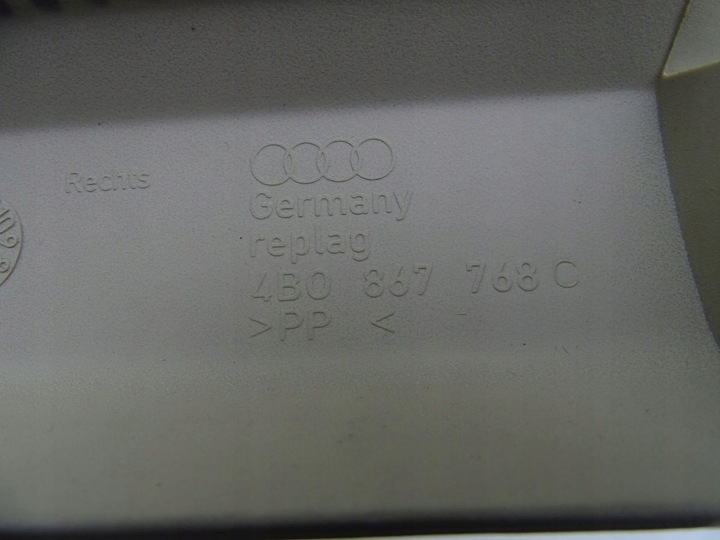 Rechts
Germany
replag
4B0 867 768 C
>PP <